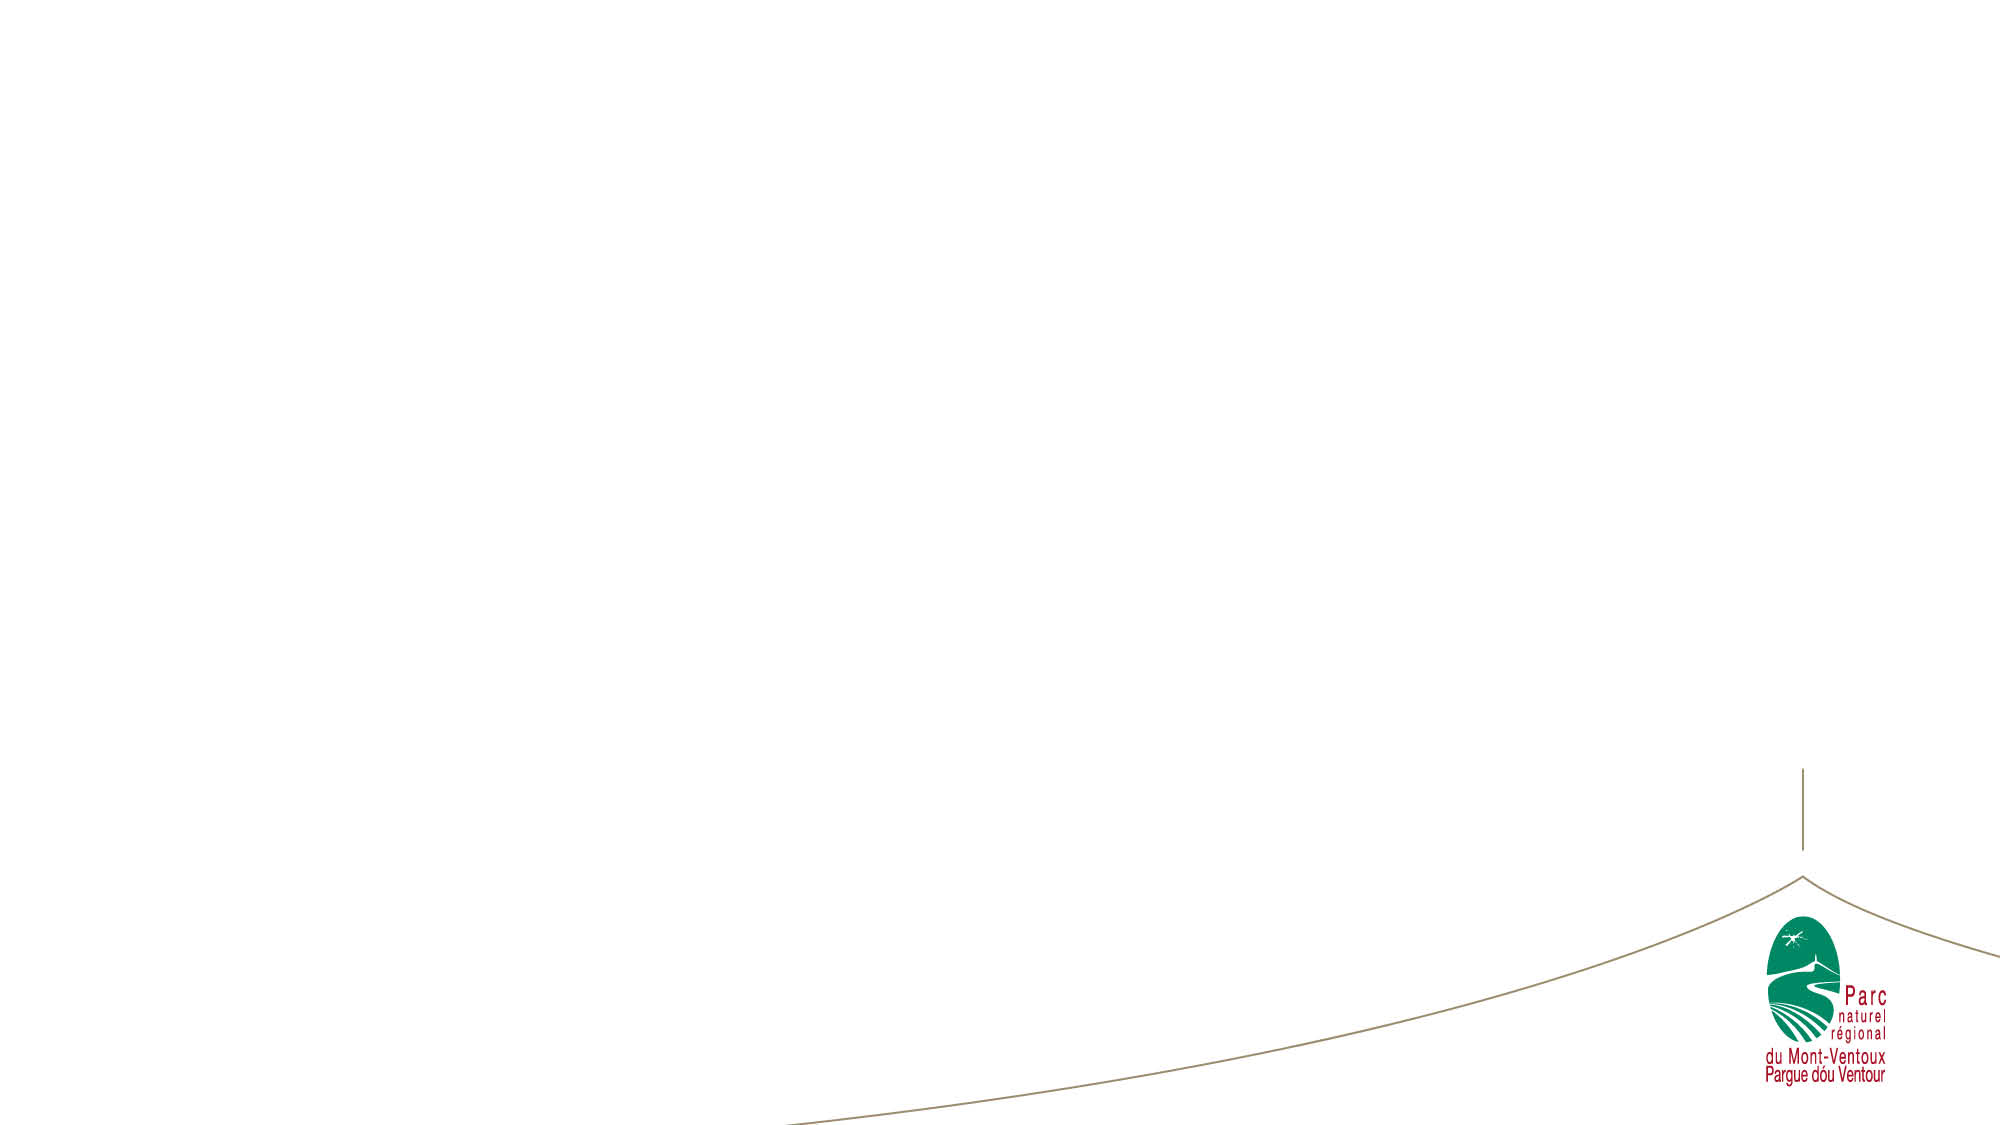 Parc
naturel
régional
du Mont-Ventoux
Pargue dóu Ventour